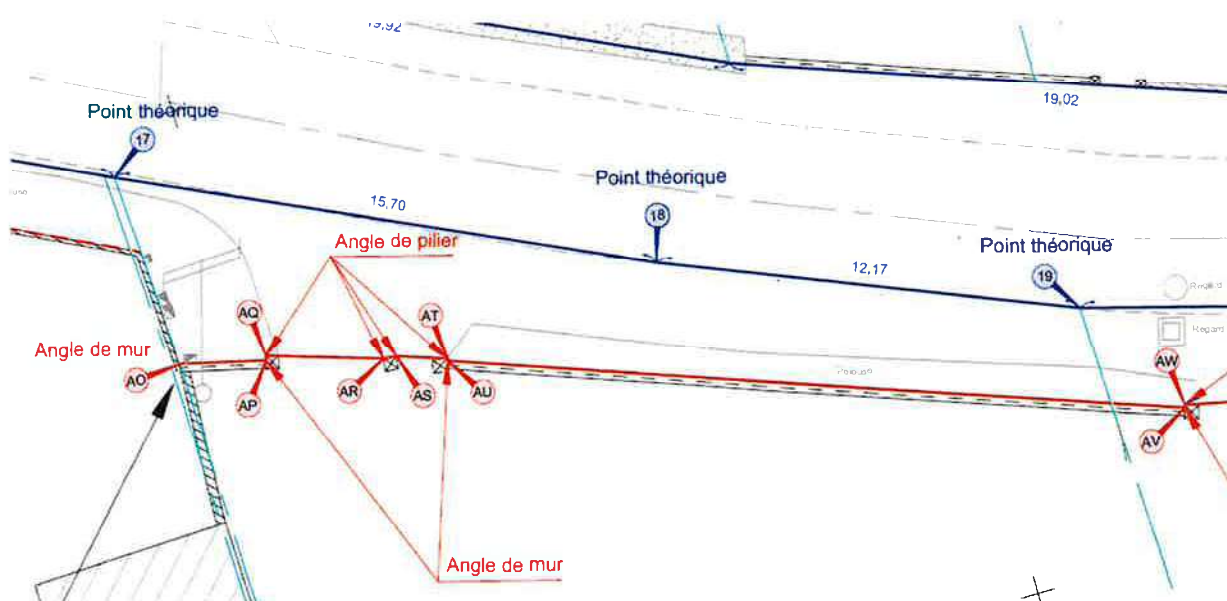 19,92
19,02
Point théorique
17
15,70
Point théorique
18
Angle de pilier
12,17
Point théorique
19
Regard
AQ
AT
Angle de mur
AO
AP
AR
AS
AU
AW
AV
Angle de mur